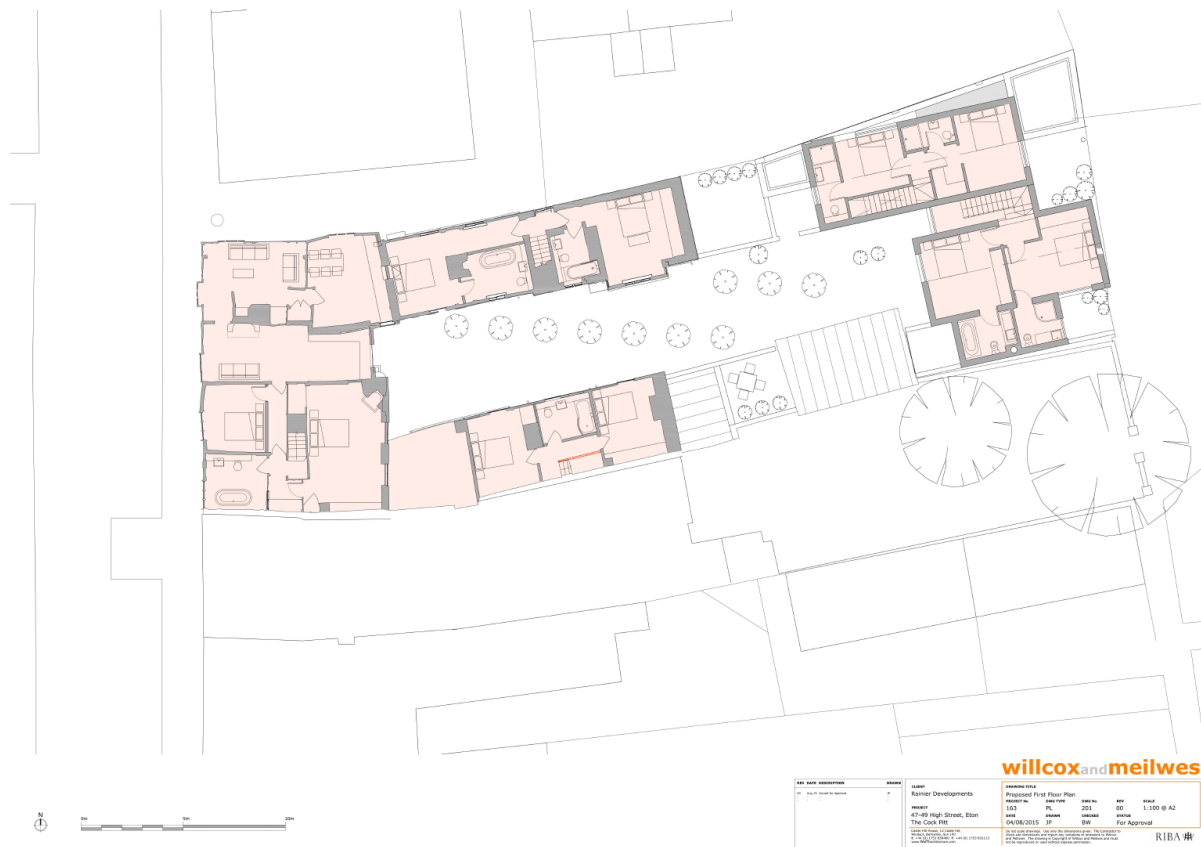 N
0m 5m 10m
willcoxandmeilwes
REV DATE DESCRIPTION DRAWN
CLIENT
Rainier Developments
PROJECT
47-49 High Street, Eton
The Cock Pitt
DRAWING TITLE
Proposed First Floor Plan
PROJECT No DWG TYPE DWG No REV SCALE
163 PL 201 00 1:100 @ A2
DATE DRAWN CHECKED STATUS
04/08/2015 JP BW For Approval
RIBA